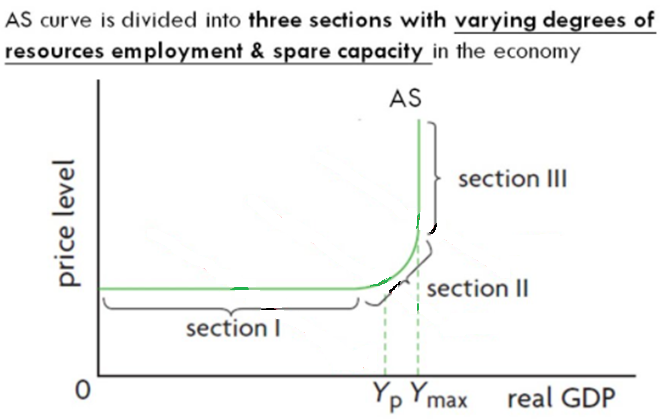 AS curve is divided into three sections with varying degrees of
resources employment & spare capacity in the economy
AS
price level
section III
section II
section I
0
Yp Ymax real GDP